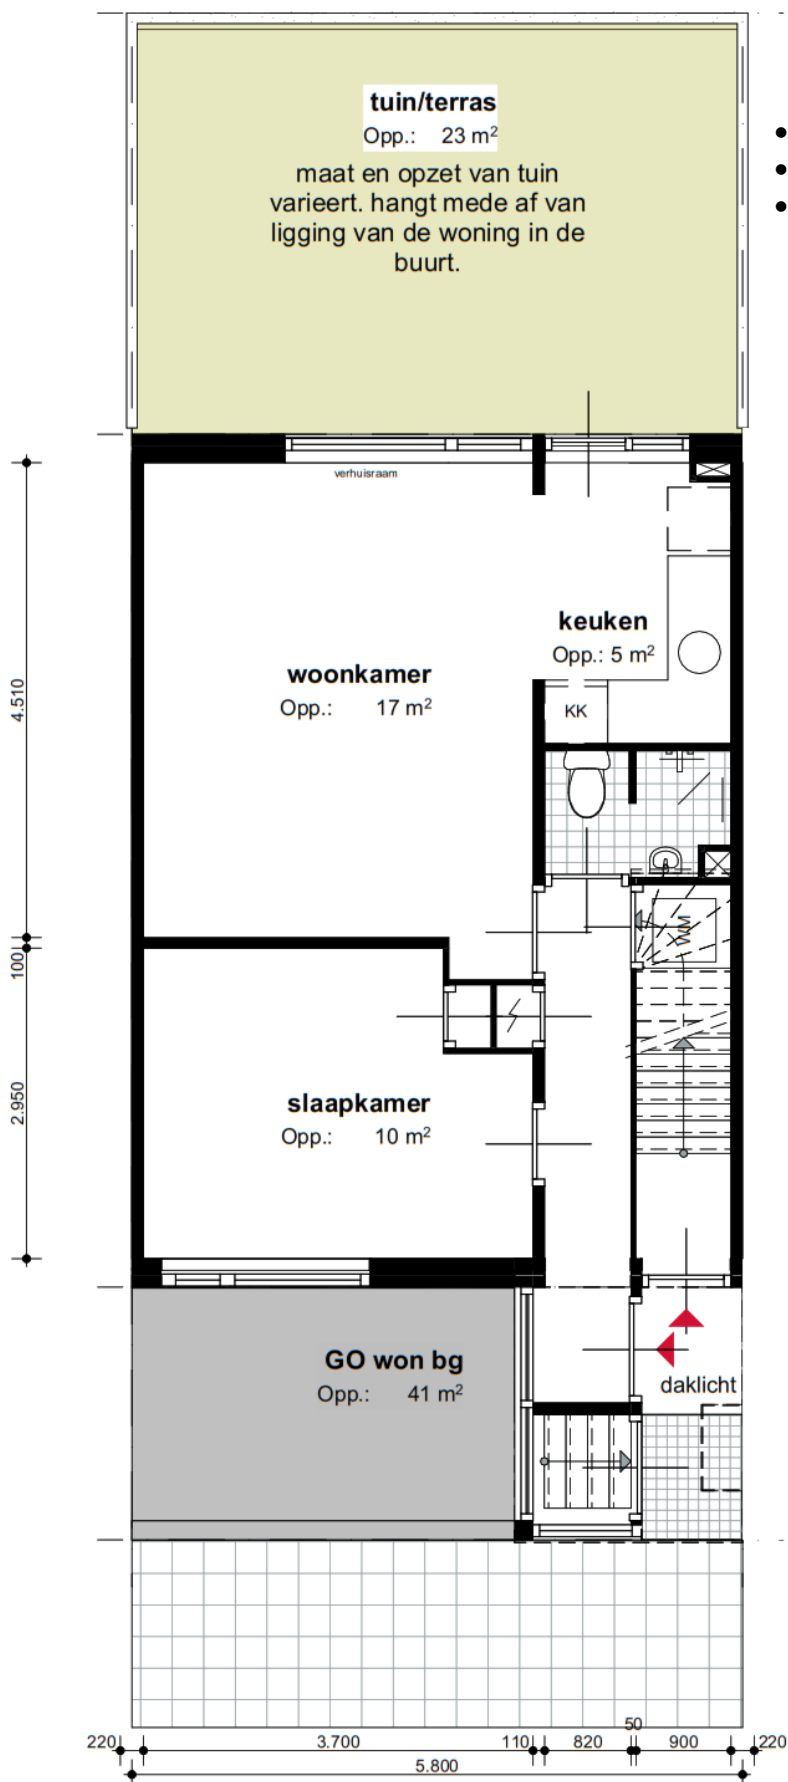 tuin/terras
Opp.: 23 m²
maat en opzet van tuin
varieert. hangt mede af van
ligging van de woning in de
buurt.
verhuisraam
keuken
Opp.: 5 m²
woonkamer
Opp.: 17 m²
KK
4.510
WM
100
2.950
slaapkamer
Opp.: 10 m²
GO won bg
Opp.: 41 m²
daklicht
50
220 3.700 110 820 900 220
5.800